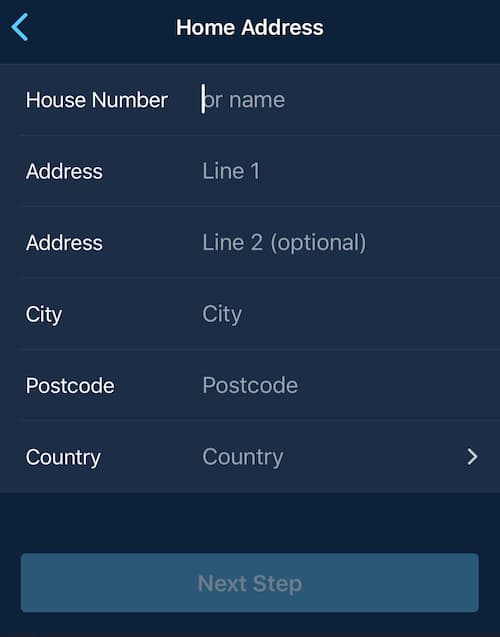 Home Address
House Number or name
Address Line 1
Address Line 2 (optional)
City City
Postcode Postcode
Country Country
Next Step